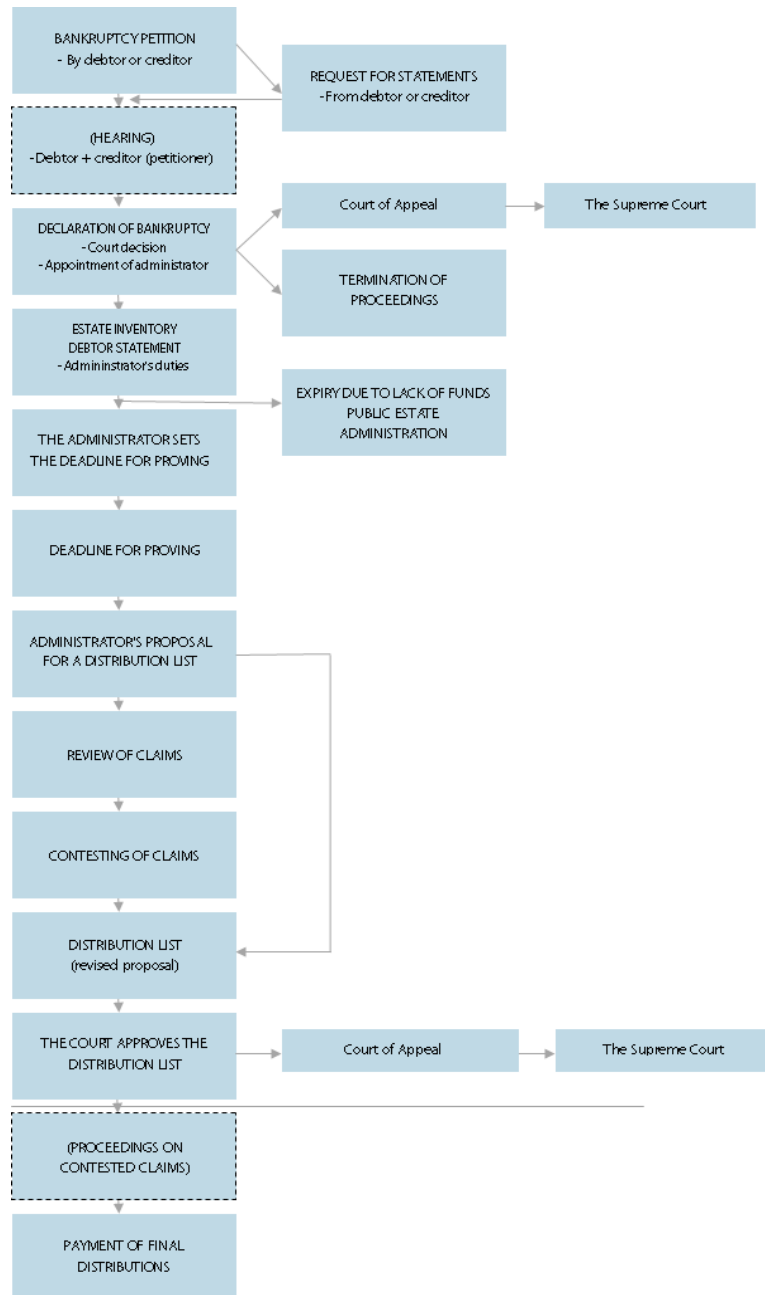 BANKRUPTCY PETITION
- By debtor or creditor
REQUEST FOR STATEMENTS
- From debtor or creditor
(HEARING)
- Debtor + creditor (petitioner)
DECLARATION OF BANKRUPTCY
- Court decision
- Appointment of administrator
Court of Appeal
The Supreme Court
TERMINATION OF
PROCEEDINGS
ESTATE INVENTORY
DEBTOR STATEMENT
- Admininstrator's duties
EXPIRY DUE TO LACK OF FUNDS
PUBLIC ESTATE
ADMINISTRATION
THE ADMINISTRATOR SETS
THE DEADLINE FOR PROVING
DEADLINE FOR PROVING
ADMINISTRATOR'S PROPOSAL
FOR A DISTRIBUTION LIST
REVIEW OF CLAIMS
CONTESTING OF CLAIMS
DISTRIBUTION LIST
(revised proposal)
THE COURT APPROVES THE
DISTRIBUTION LIST
Court of Appeal
The Supreme Court
(PROCEEDINGS ON
CONTESTED CLAIMS)
PAYMENT OF FINAL
DISTRIBUTIONS